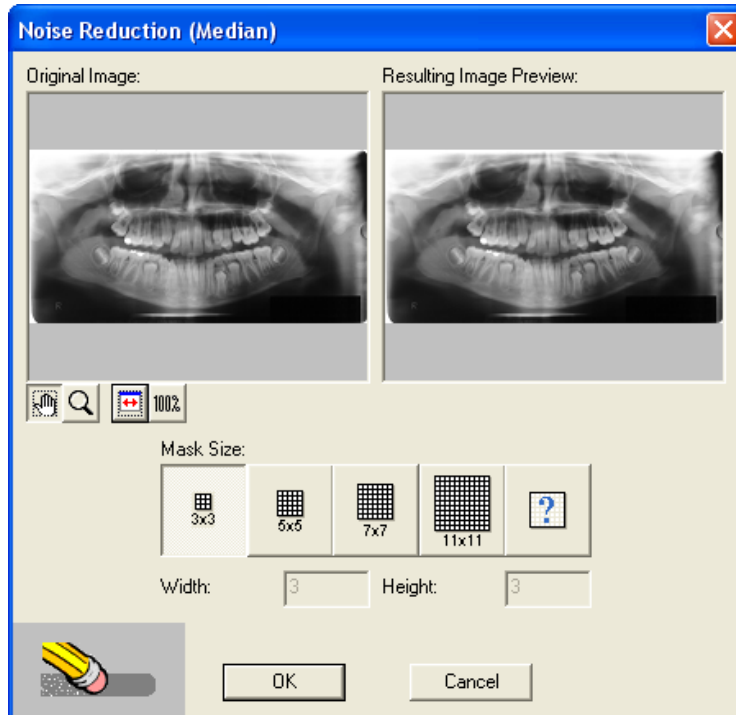 Noise Reduction (Median)
Original Image: Resulting Image Preview:
100%
Mask Size:
3x3 5x5 7x7 11x11 ?
Width: 3 Height: 3
OK Cancel